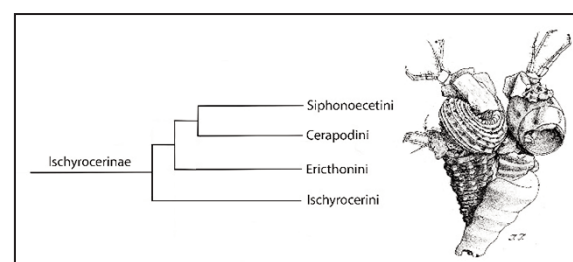 Siphonoecetini
Cerapodini
Ischyrocerinae
Ericthonini
Ischyrocerini